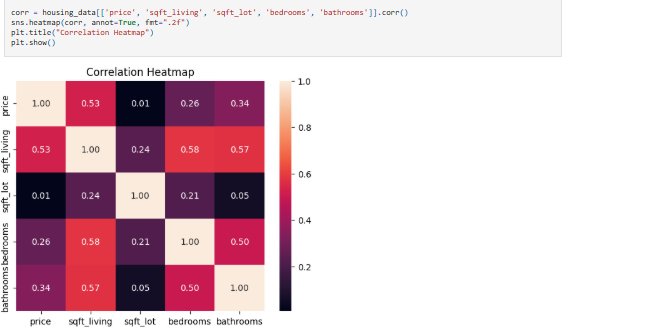 corr = housing_data[['price', 'sqft_living', 'sqft_lot', 'bedrooms', 'bathrooms']].corr()
sns.heatmap(corr, annot=True, fmt=".2f")
plt.title("Correlation Heatmap")
plt.show()
Correlation Heatmap
price 1.00 0.53 0.01 0.26 0.34
sqft_living 0.53 1.00 0.24 0.58 0.57
sqft_lot 0.01 0.24 1.00 0.21 0.05
bedrooms 0.26 0.58 0.21 1.00 0.50
bathrooms 0.34 0.57 0.05 0.50 1.00
price sqft_living sqft_lot bedrooms bathrooms
1.0
0.8
0.6
0.4
0.2